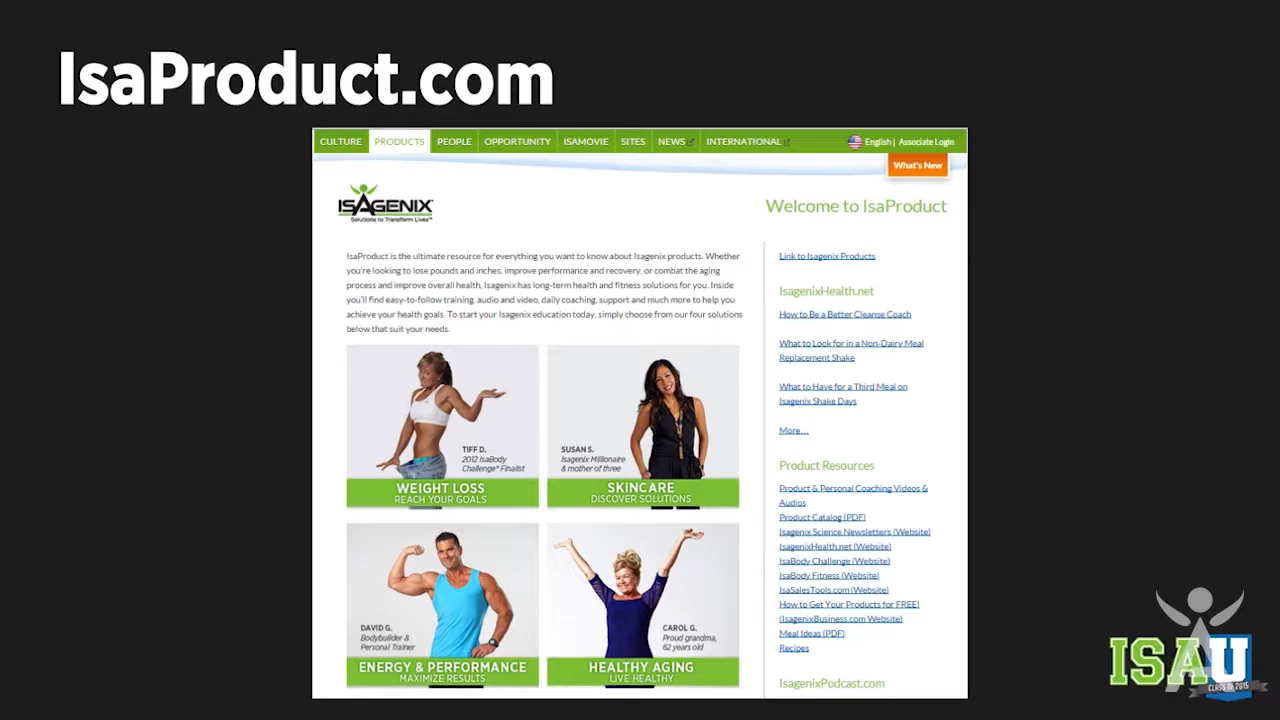 IsaProduct.com
CULTURE PRODUCTS PEOPLE OPPORTUNITY ISAMOVIE SITES NEWS INTERNATIONAL English | Associate Login
What's New
ISAGENIX
Solutions to Transform Lives™
Welcome to IsaProduct
IsaProduct is the ultimate resource for everything you want to know about Isagenix products. Whether
you're looking to lose pounds and inches, improve performance and recovery, or combat the aging
process and improve overall health, Isagenix has long-term health and fitness solutions for you. Inside
you'll find easy-to-follow training, audio and video, daily coaching, support and much more to help you
achieve your health goals. To start your Isagenix education today, simply choose from our four solutions
below that suit your needs.
TIFF D.
2012 IsaBody
Challenge® Finalist
WEIGHT LOSS
REACH YOUR GOALS
SUSAN S.
Isagenix Millionaire
& mother of three
SKINCARE
DISCOVER SOLUTIONS
DAVID G.
Bodybuilder &
Personal Trainer
ENERGY & PERFORMANCE
MAXIMIZE RESULTS
CAROL G.
Proud grandma,
62 years old
HEALTHY AGING
LIVE HEALTHY
Link to Isagenix Products
IsagenixHealth.net
How to Be a Better Cleanse Coach
What to Look for in a Non-Dairy Meal
Replacement Shake
What to Have for a Third Meal on
Isagenix Shake Days
More...
Product Resources
Product & Personal Coaching Videos &
Audios
Product Catalog (PDF)
Isagenix Science Newsletters (Website)
IsagenixHealth.net (Website)
IsaBody Challenge (Website)
IsaBody Fitness (Website)
IsaSalesTools.com (Website)
How to Get Your Products for FREE!
(IsagenixBusiness.com Website)
Meal Ideas (PDF)
Recipes
IsagenixPodcast.com
ISAU
CLASS OF 2015